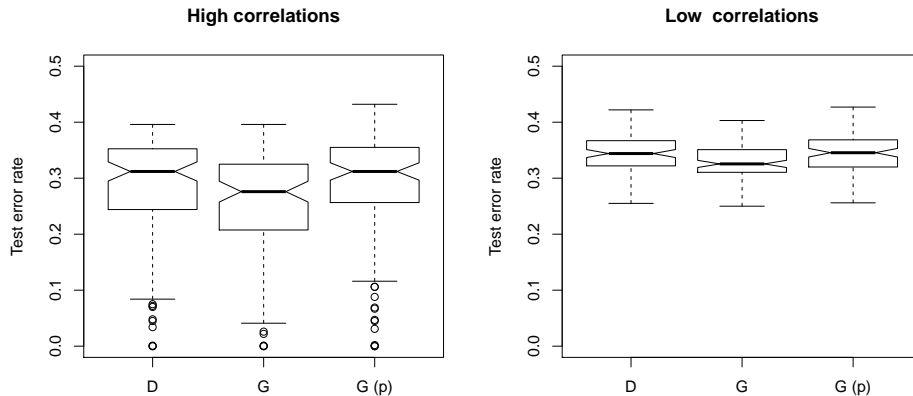 High correlations
Test error rate
0.5
0.4
0.3
0.2
0.1
0.0
D G G (p)
Low correlations
Test error rate
0.5
0.4
0.3
0.2
0.1
0.0
D G G (p)